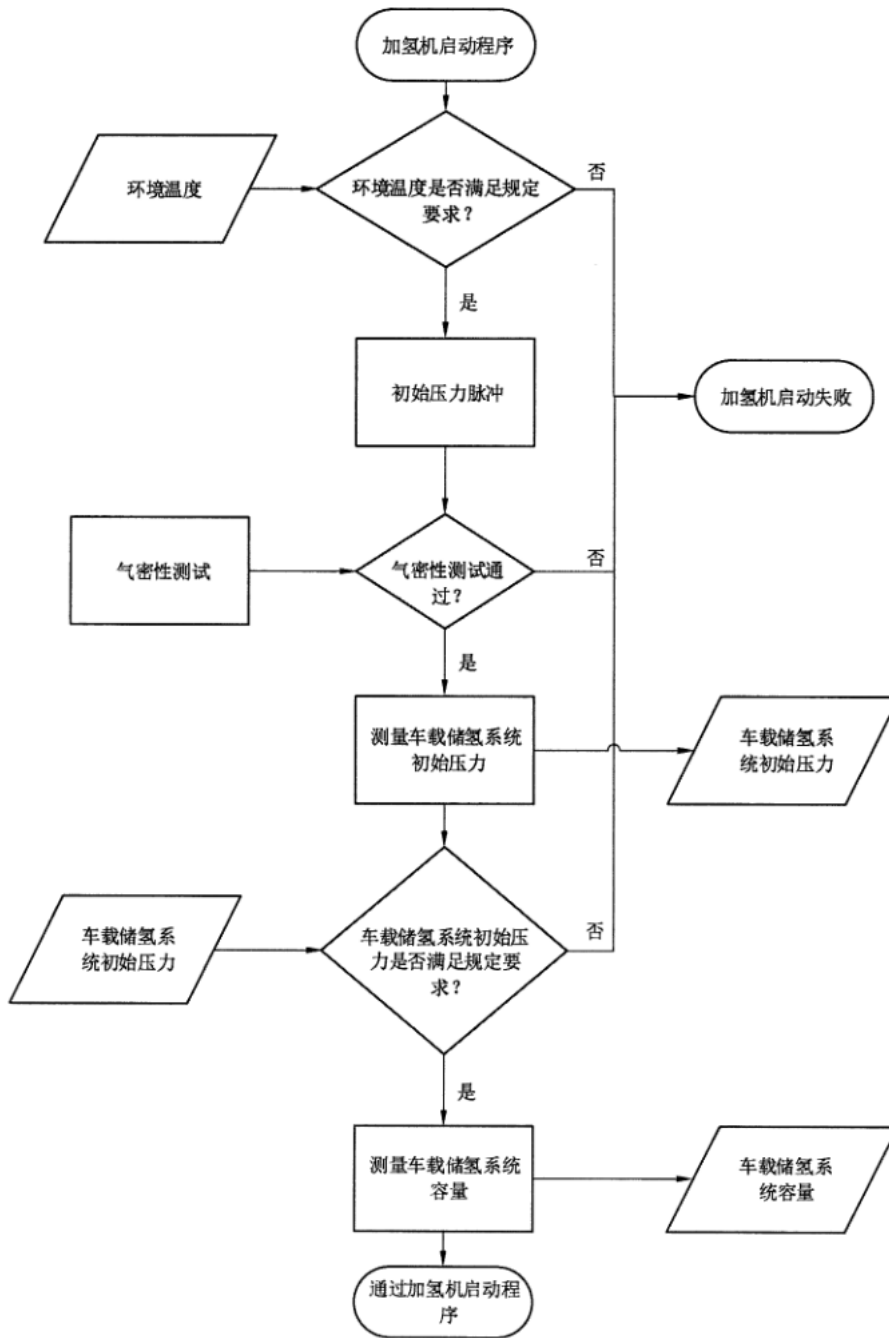 加氢机启动程序
环境温度
环境温度是否满足规定
要求?
否
是
初始压力脉冲
加氢机启动失败
气密性测试
气密性测试通
过?
否
是
测量车载储氢系统
初始压力
车载储氢系
统初始压力
车载储氢系
统初始压力
车载储氢系统初始压
力是否满足规定要
求?
否
是
测量车载储氢系统
容量
车载储氢系
统容量
通过加氢机启动程
序